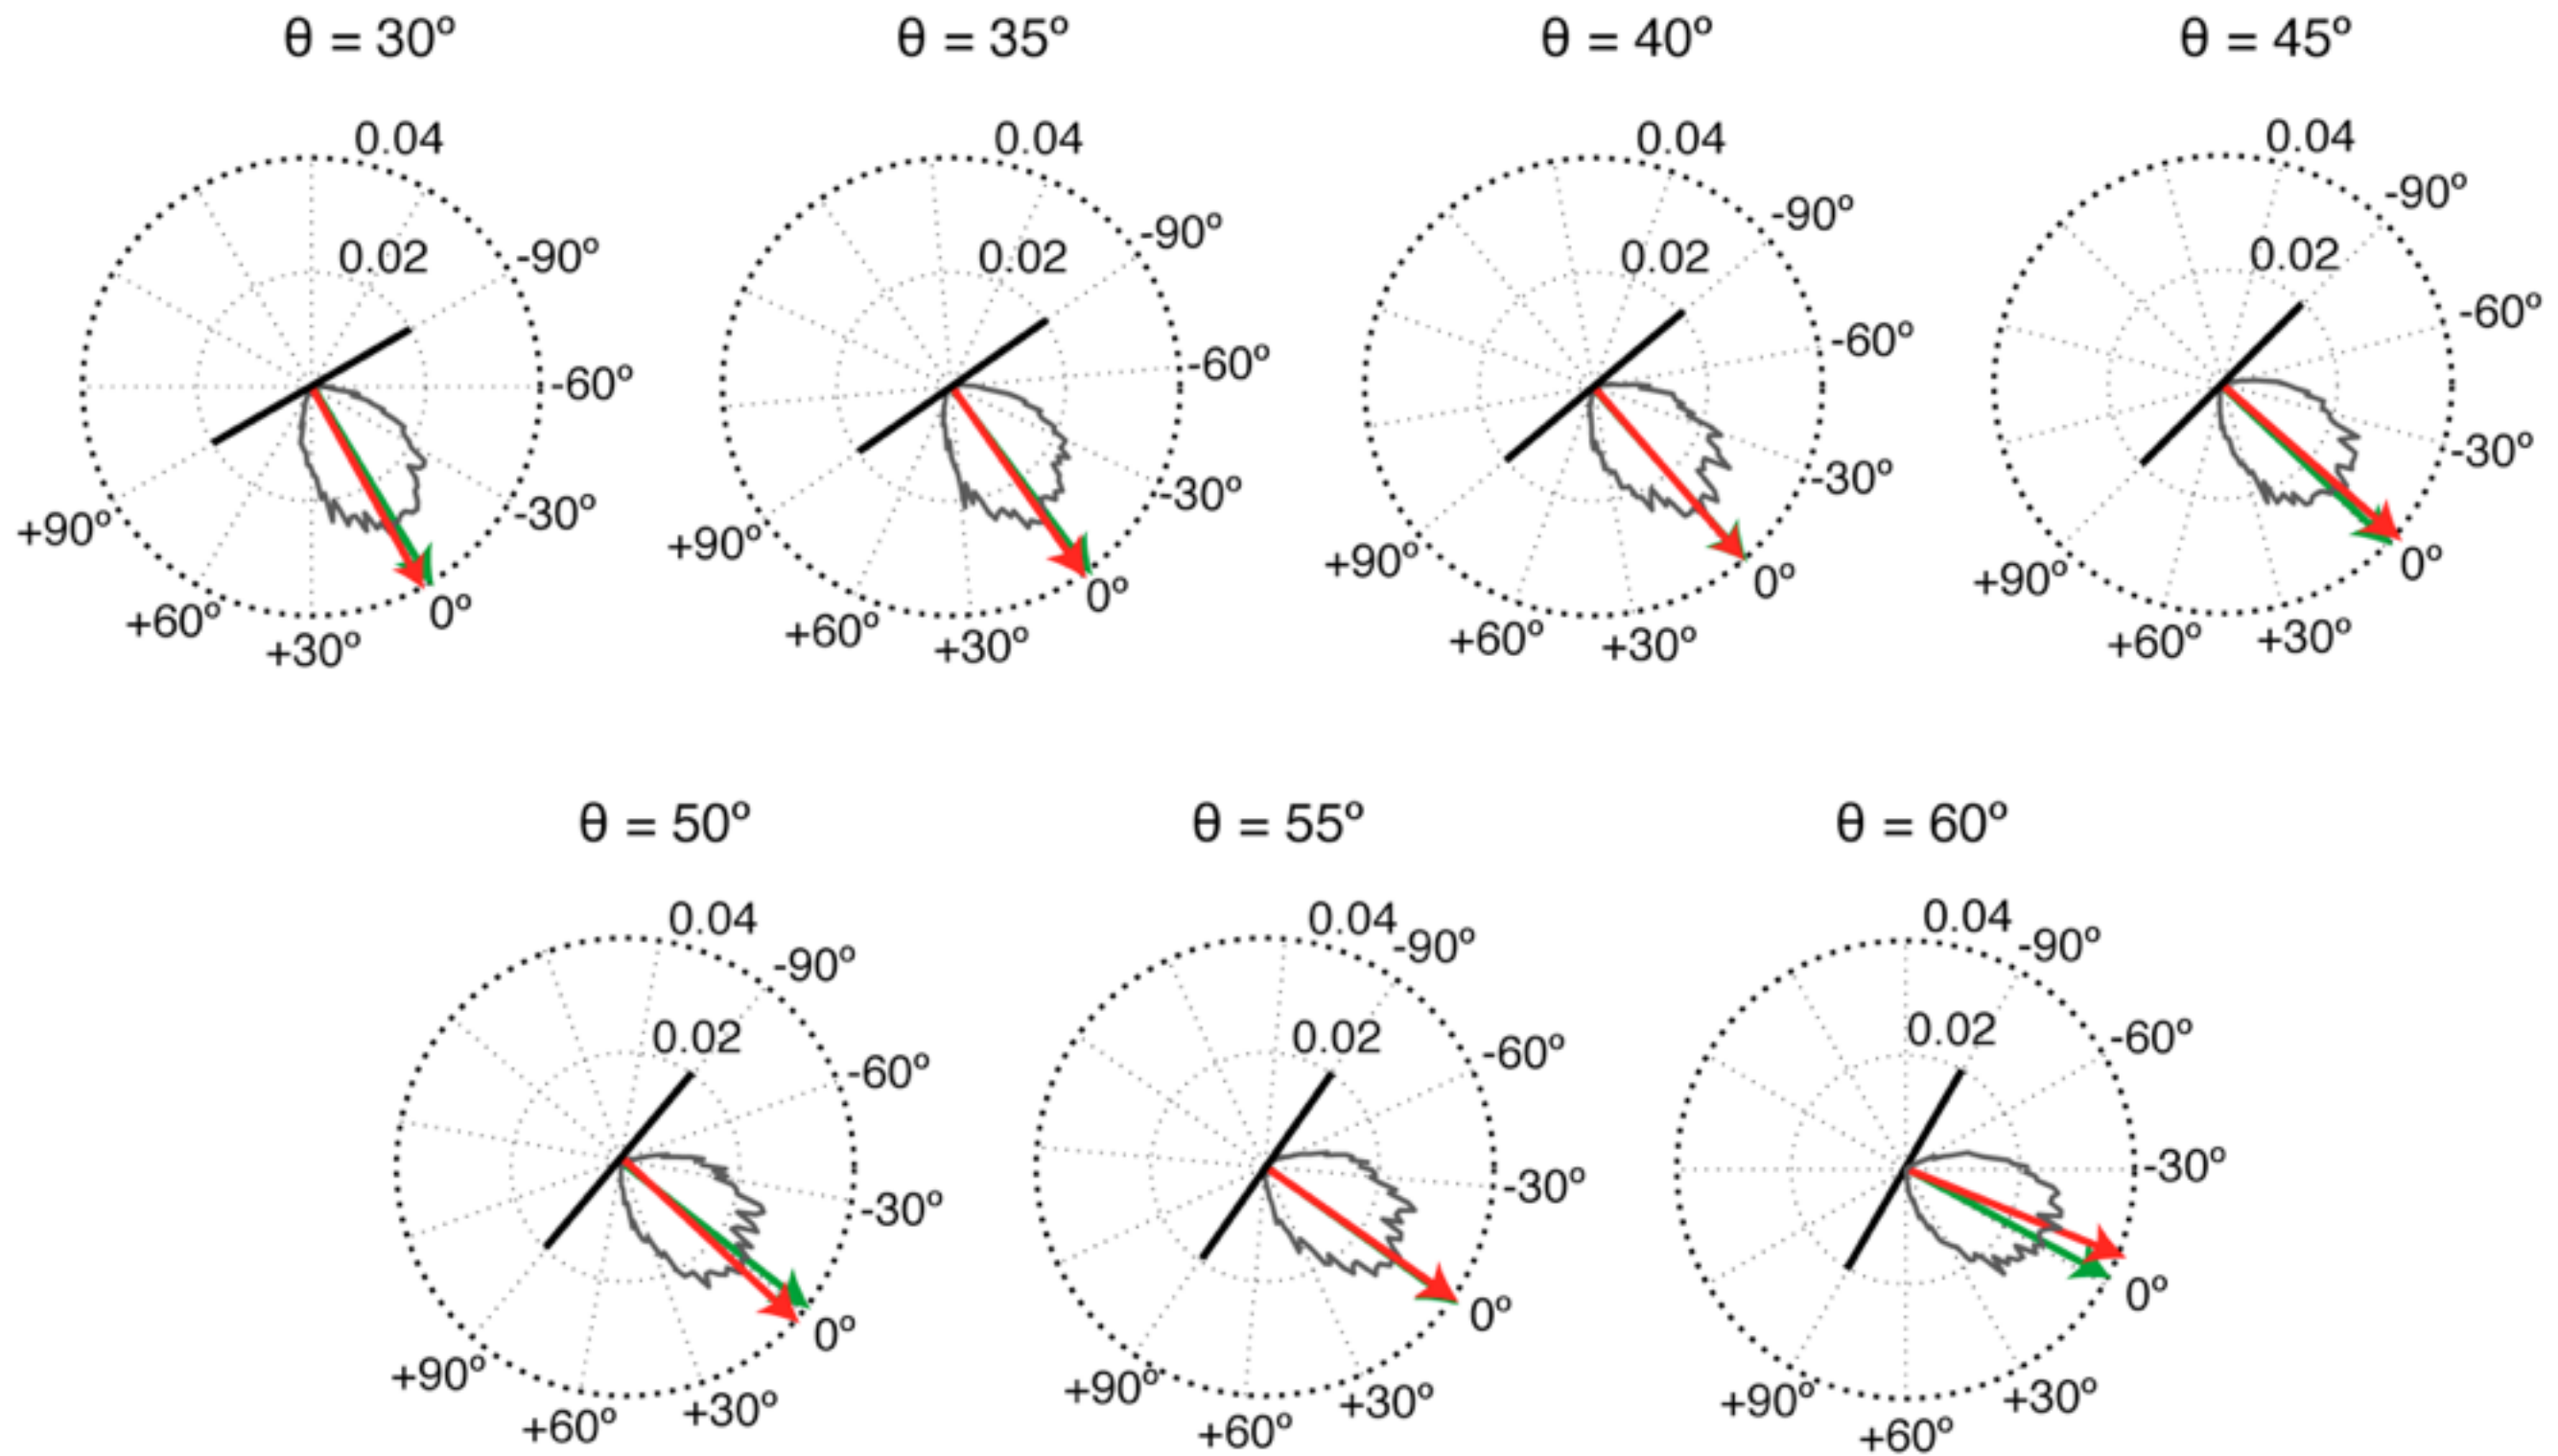 θ = 30º θ = 35º θ = 40º θ = 45º
0.04 0.04 0.04 0.04
-90º -90º -90º -90º
0.02 0.02 0.02 0.02
-60º -60º -60º -60º
-30º -30º -30º -30º
+90º +90º +90º +90º
0º 0º 0º 0º
+60º +60º +60º +60º
+30º +30º +30º +30º
θ = 50º θ = 55º θ = 60º
0.04 0.04 0.04
-90º -90º -90º
0.02 0.02 0.02
-60º -60º -60º
-30º -30º -30º
0º 0º 0º
+90º +90º +90º
+30º +30º +30º
+60º +60º +60º